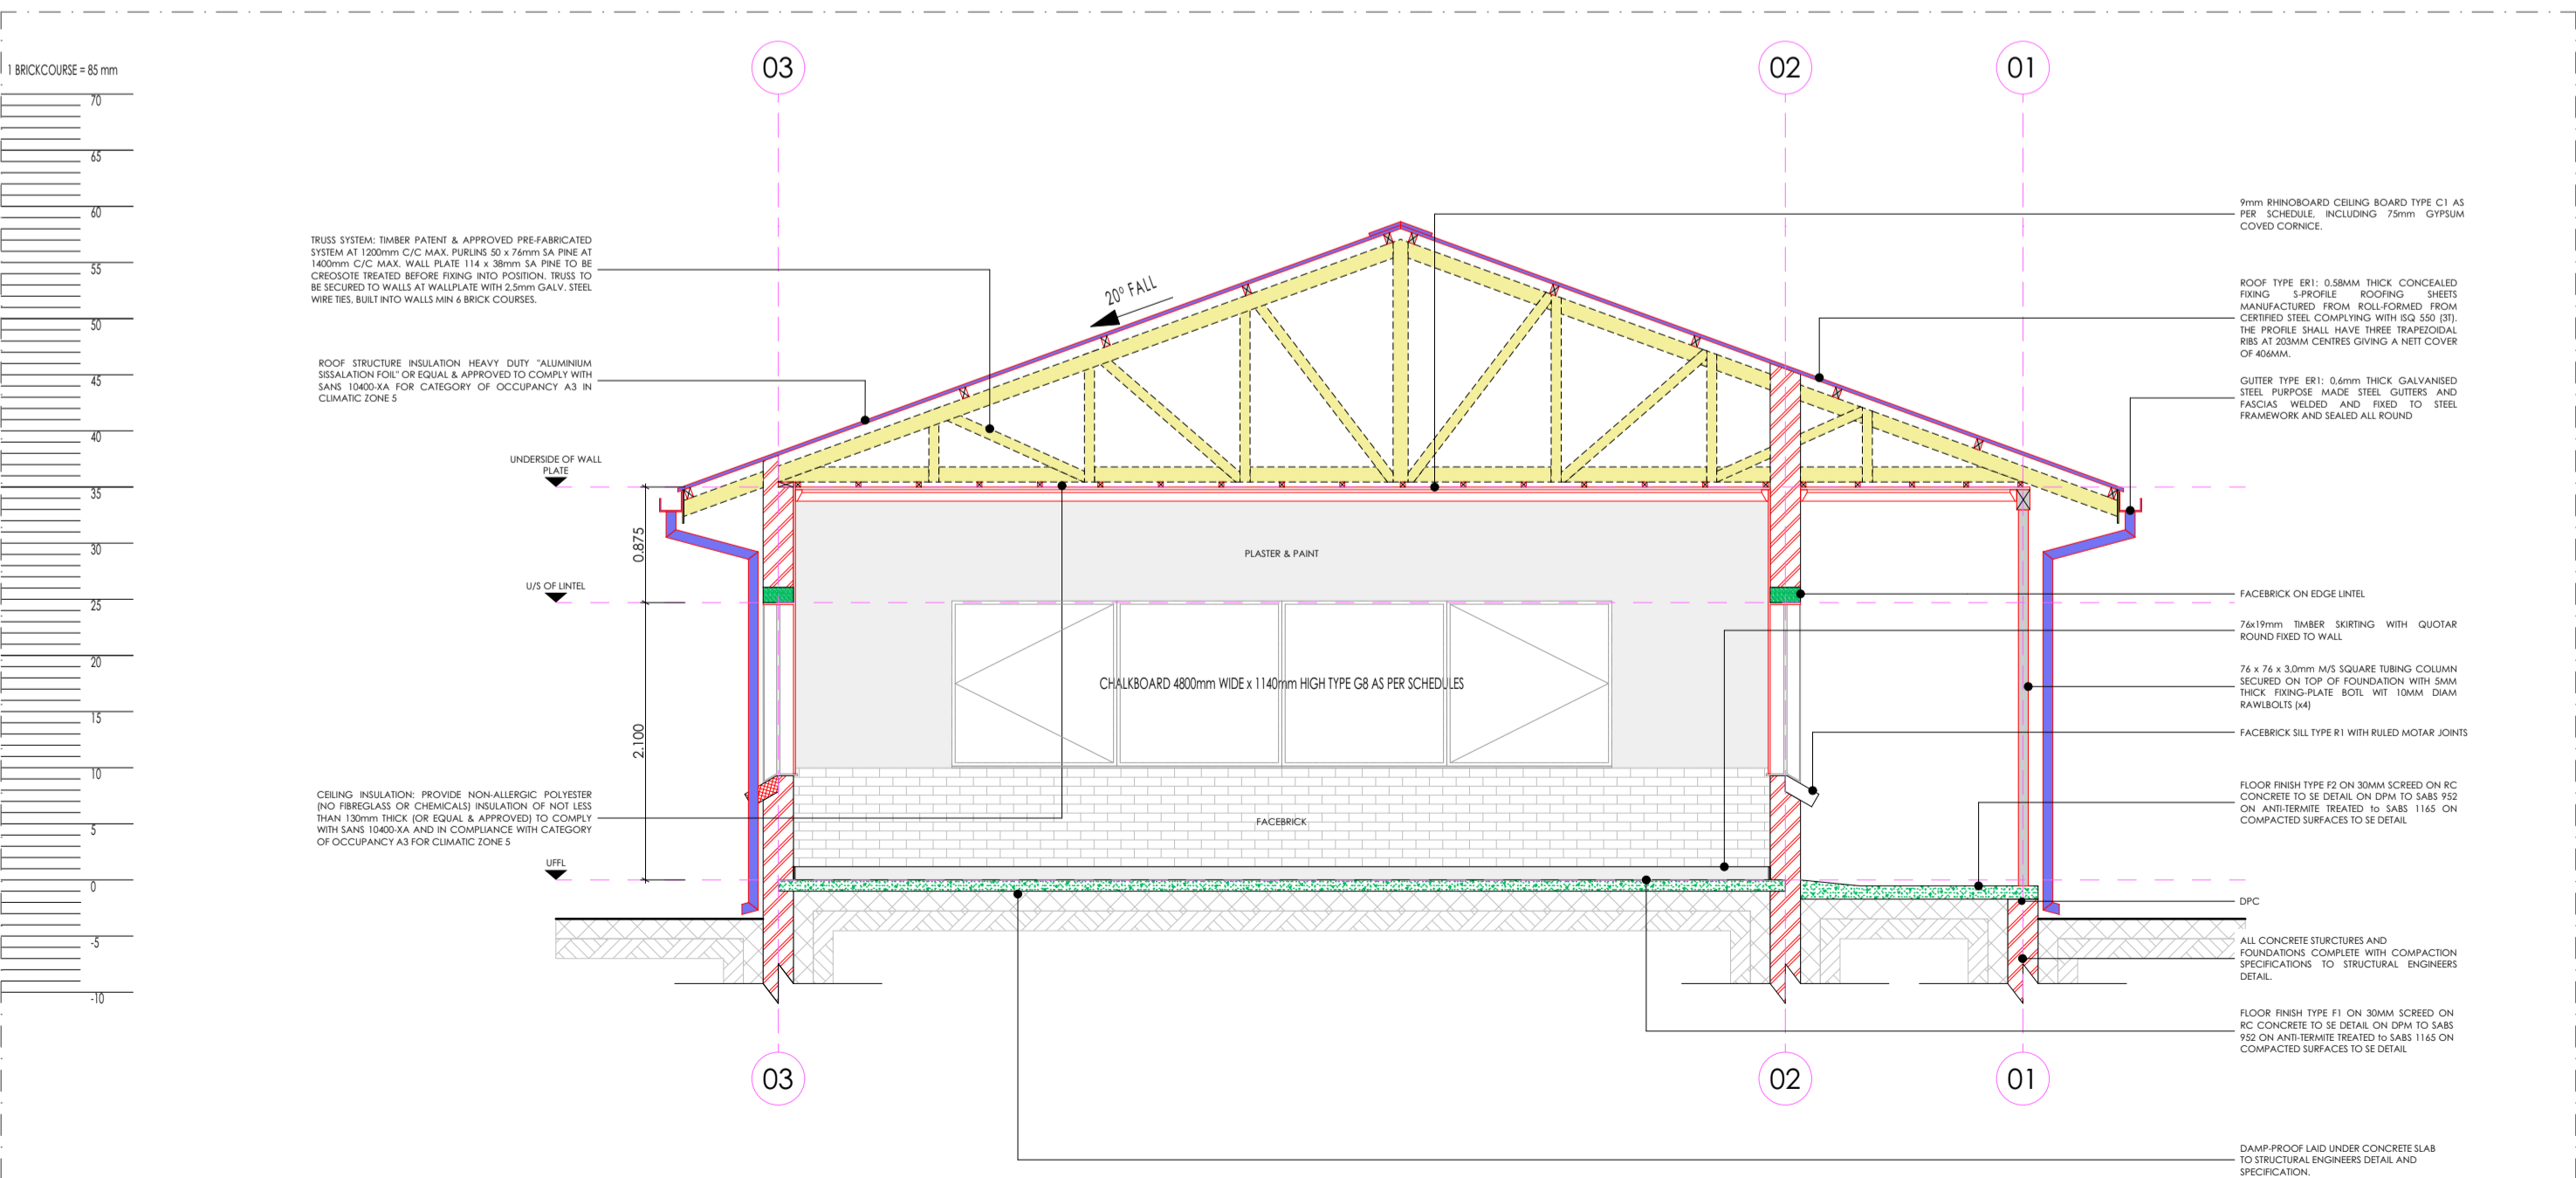 03
02
01
1 BRICKCOURSE = 85 mm
70
65
60
55
50
45
40
35
30
25
20
15
10
5
0
-5
-10
TRUSS SYSTEM: TIMBER PATENT & APPROVED PRE-FABRICATED
SYSTEM AT 1200mm C/C MAX. PURLINS 50 x 76mm SA PINE AT
1400mm C/C MAX. WALL PLATE 114 x 38mm SA PINE TO BE
CREOSOTE TREATED BEFORE FIXING INTO POSITION. TRUSS TO
BE SECURED TO WALLS AT WALLPLATE WITH 2,5mm GALV. STEEL
WIRE TIES, BUILT INTO WALLS MIN 6 BRICK COURSES.
ROOF STRUCTURE INSULATION HEAVY DUTY "ALUMINIUM
SISSALATION FOIL" OR EQUAL & APPROVED TO COMPLY WITH
SANS 10400-XA FOR CATEGORY OF OCCUPANCY A3 IN
CLIMATIC ZONE 5
UNDERSIDE OF WALL
PLATE
U/S OF LINTEL
CEILING INSULATION: PROVIDE NON-ALLERGIC POLYESTER
(NO FIBREGLASS OR CHEMICALS) INSULATION OF NOT LESS
THAN 130mm THICK (OR EQUAL & APPROVED) TO COMPLY
WITH SANS 10400-XA AND IN COMPLIANCE WITH CATEGORY
OF OCCUPANCY A3 FOR CLIMATIC ZONE 5
UFFL
0.875
2.100
20° FALL
PLASTER & PAINT
CHALKBOARD 4800mm WIDE x 1140mm HIGH TYPE G8 AS PER SCHEDULES
FACEBRICK
9mm RHINOBOARD CEILING BOARD TYPE C1 AS
PER SCHEDULE, INCLUDING 75mm GYPSUM
COVED CORNICE.
ROOF TYPE ER1: 0.58MM THICK CONCEALED
FIXING S-PROFILE ROOFING SHEETS
MANUFACTURED FROM ROLL-FORMED FROM
CERTIFIED STEEL COMPLYING WITH ISQ 550 (3T).
THE PROFILE SHALL HAVE THREE TRAPEZOIDAL
RIBS AT 203MM CENTRES GIVING A NETT COVER
OF 406MM.
GUTTER TYPE ER1: 0,6mm THICK GALVANISED
STEEL PURPOSE MADE STEEL GUTTERS AND
FASCIAS WELDED AND FIXED TO STEEL
FRAMEWORK AND SEALED ALL ROUND
FACEBRICK ON EDGE LINTEL
76x19mm TIMBER SKIRTING WITH QUOTAR
ROUND FIXED TO WALL
76 x 76 x 3,0mm M/S SQUARE TUBING COLUMN
SECURED ON TOP OF FOUNDATION WITH 5MM
THICK FIXING-PLATE BOTL WIT 10MM DIAM
RAWLBOLTS (x4)
FACEBRICK SILL TYPE R1 WITH RULED MOTAR JOINTS
FLOOR FINISH TYPE F2 ON 30MM SCREED ON RC
CONCRETE TO SE DETAIL ON DPM TO SABS 952
ON ANTI-TERMITE TREATED to SABS 1165 ON
COMPACTED SURFACES TO SE DETAIL
DPC
ALL CONCRETE STURCTURES AND
FOUNDATIONS COMPLETE WITH COMPACTION
SPECIFICATIONS TO STRUCTURAL ENGINEERS
DETAIL.
FLOOR FINISH TYPE F1 ON 30MM SCREED ON
RC CONCRETE TO SE DETAIL ON DPM TO SABS
952 ON ANTI-TERMITE TREATED to SABS 1165 ON
COMPACTED SURFACES TO SE DETAIL
03
02
01
DAMP-PROOF LAID UNDER CONCRETE SLAB
TO STRUCTURAL ENGINEERS DETAIL AND
SPECIFICATION.